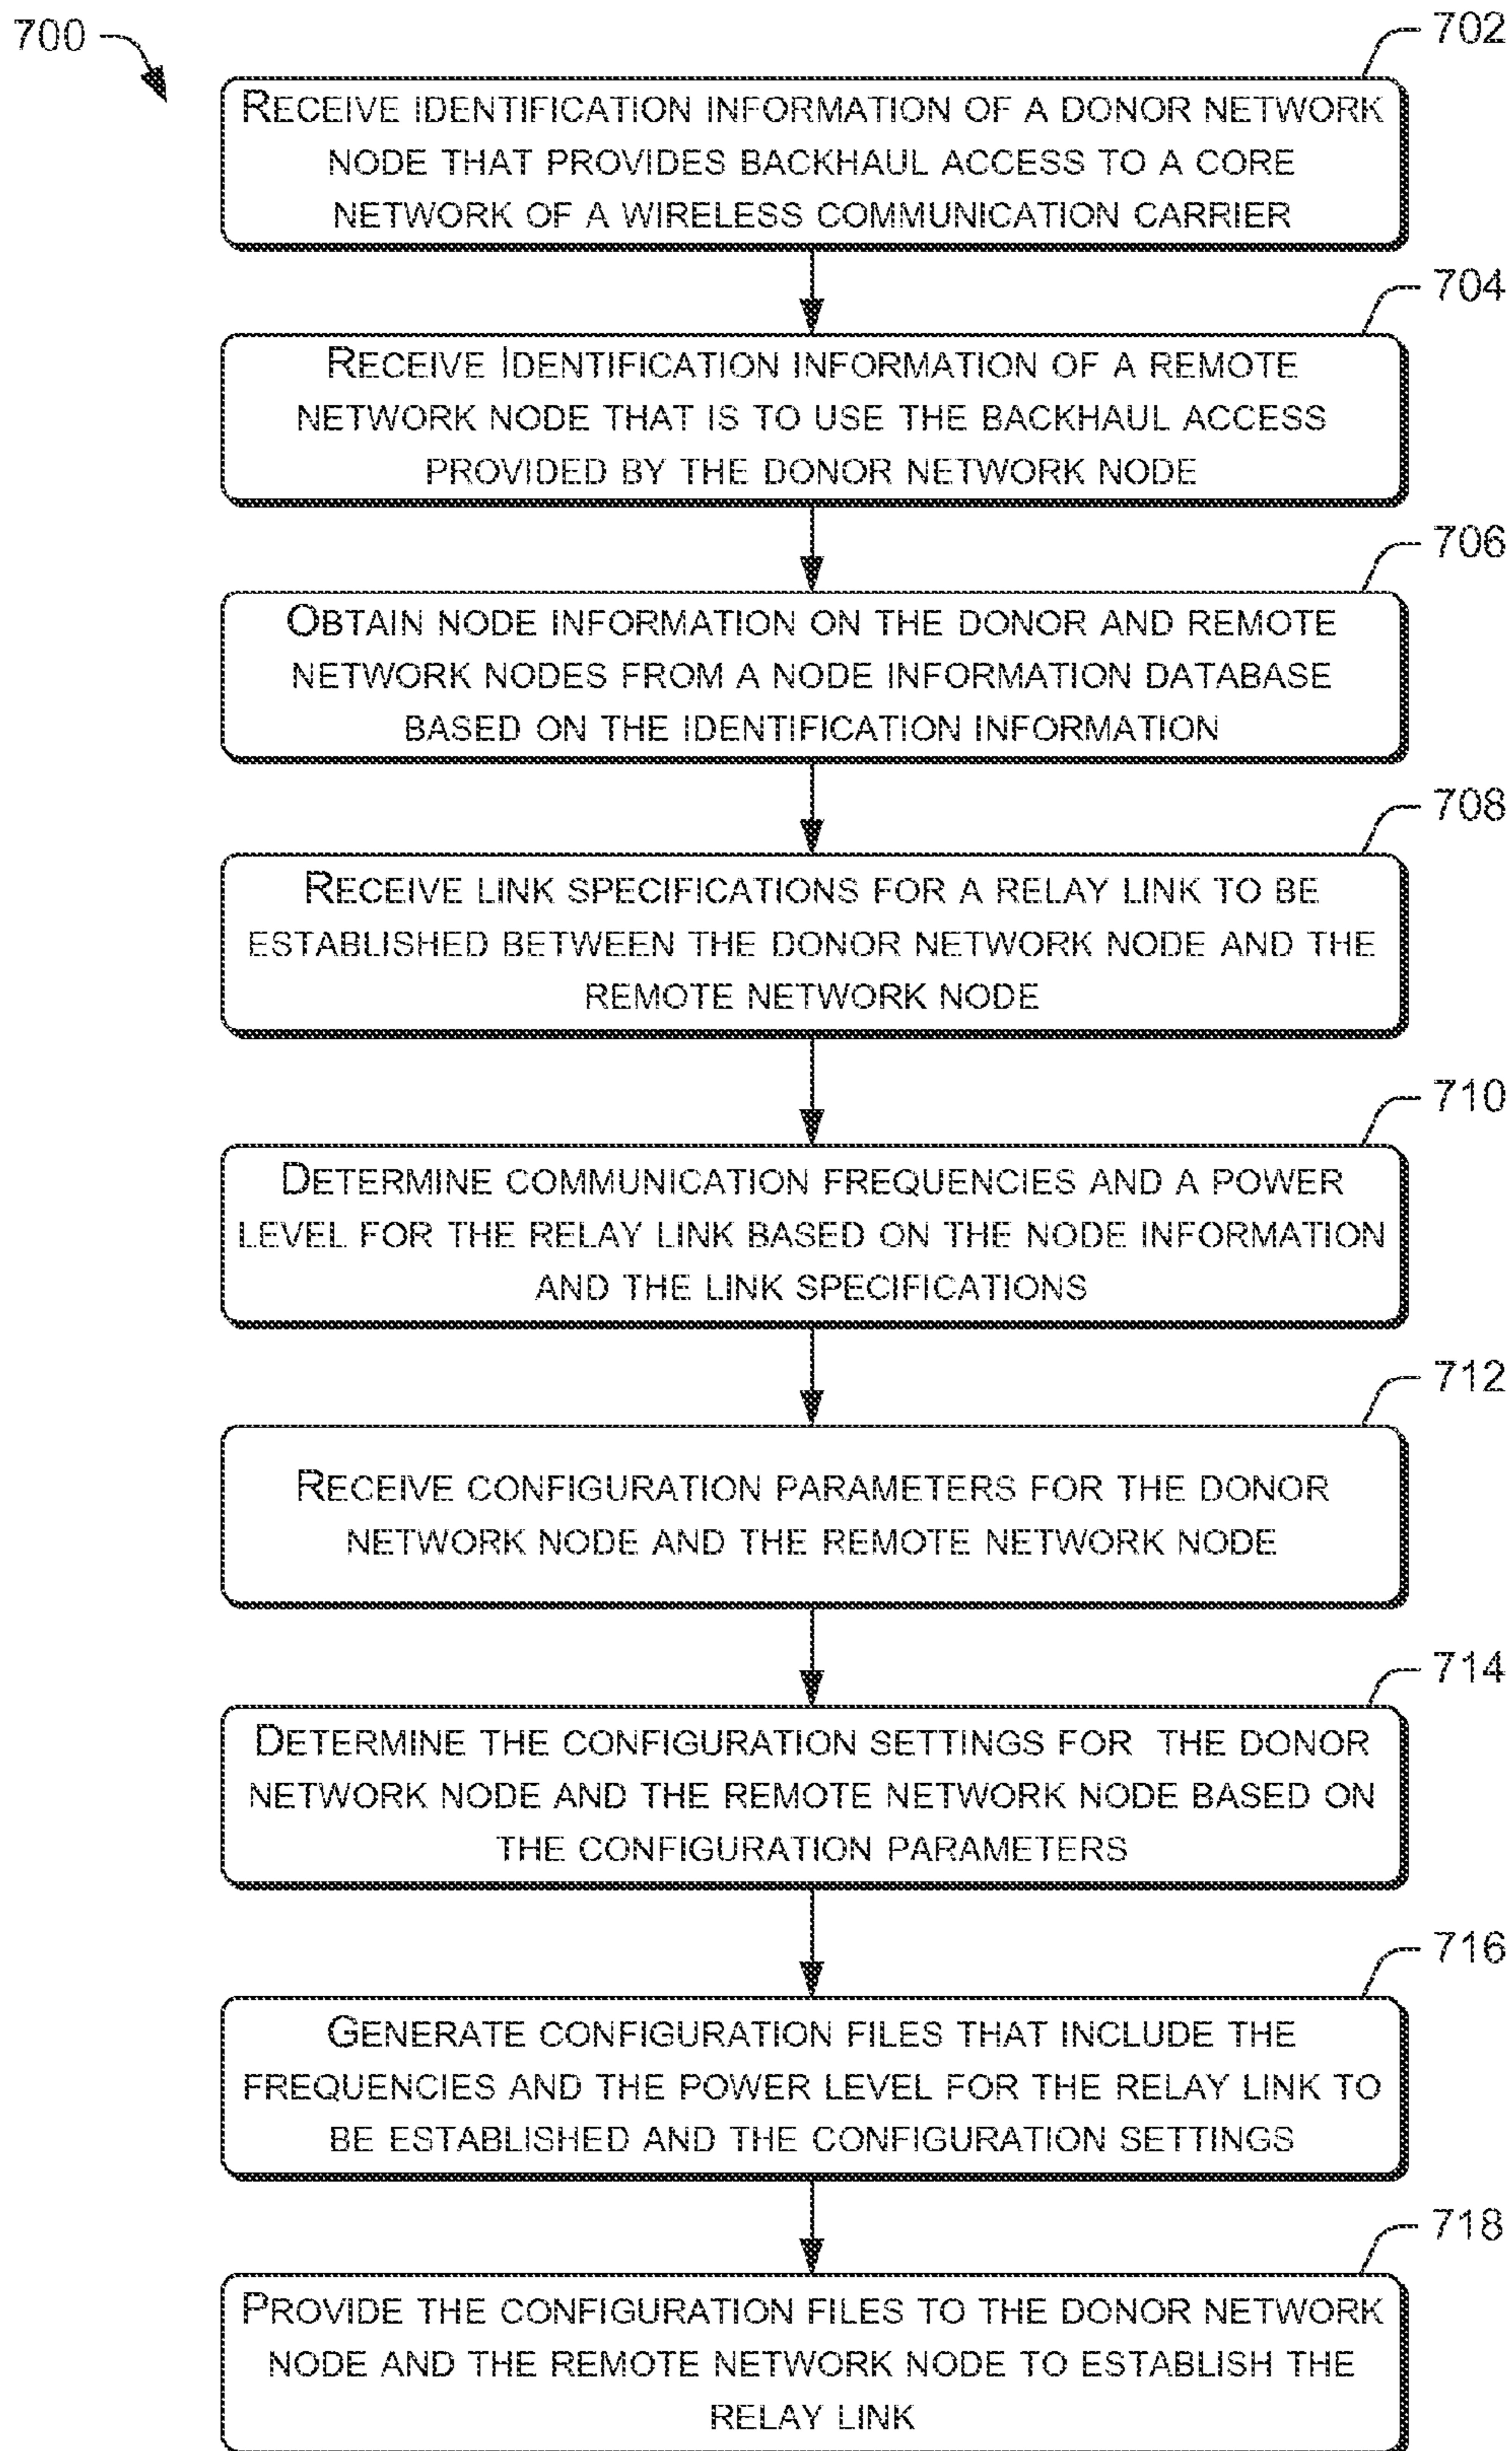 700
702
RECEIVE IDENTIFICATION INFORMATION OF A DONOR NETWORK
NODE THAT PROVIDES BACKHAUL ACCESS TO A CORE
NETWORK OF A WIRELESS COMMUNICATION CARRIER
704
RECEIVE IDENTIFICATION INFORMATION OF A REMOTE
NETWORK NODE THAT IS TO USE THE BACKHAUL ACCESS
PROVIDED BY THE DONOR NETWORK NODE
706
OBTAIN NODE INFORMATION ON THE DONOR AND REMOTE
NETWORK NODES FROM A NODE INFORMATION DATABASE
BASED ON THE IDENTIFICATION INFORMATION
708
RECEIVE LINK SPECIFICATIONS FOR A RELAY LINK TO BE
ESTABLISHED BETWEEN THE DONOR NETWORK NODE AND THE
REMOTE NETWORK NODE
710
DETERMINE COMMUNICATION FREQUENCIES AND A POWER
LEVEL FOR THE RELAY LINK BASED ON THE NODE INFORMATION
AND THE LINK SPECIFICATIONS
712
RECEIVE CONFIGURATION PARAMETERS FOR THE DONOR
NETWORK NODE AND THE REMOTE NETWORK NODE
714
DETERMINE THE CONFIGURATION SETTINGS FOR THE DONOR
NETWORK NODE AND THE REMOTE NETWORK NODE BASED ON
THE CONFIGURATION PARAMETERS
716
GENERATE CONFIGURATION FILES THAT INCLUDE THE
FREQUENCIES AND THE POWER LEVEL FOR THE RELAY LINK TO
BE ESTABLISHED AND THE CONFIGURATION SETTINGS
718
PROVIDE THE CONFIGURATION FILES TO THE DONOR NETWORK
NODE AND THE REMOTE NETWORK NODE TO ESTABLISH THE
RELAY LINK